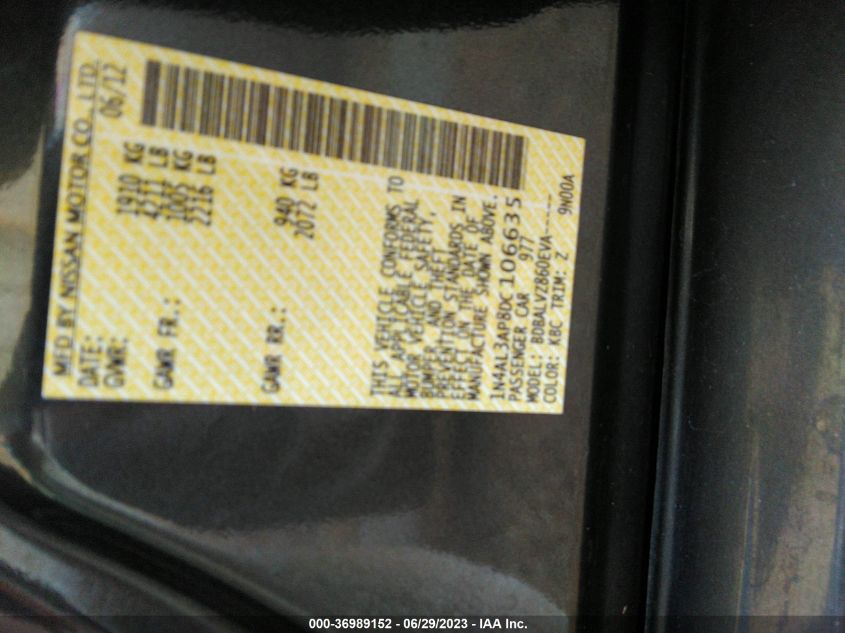 MFD BY NISSAN MOTOR CO., LTD.
DATE: 06/12
GVWR: 1910 KG
4211 LB
GAWR FR.: 1005 KG
2216 LB
GAWR RR.: 940 KG
2072 LB
THIS VEHICLE CONFORMS TO
ALL APPLICABLE FEDERAL
MOTOR VEHICLE SAFETY,
BUMPER, AND THEFT
PREVENTION STANDARDS IN
EFFECT ON THE DATE OF
MANUFACTURE SHOWN ABOVE.
1N4AL3AP8DC106635
PASSENGER CAR 977
MODEL: BDBALVZ860EVA-----
COLOR: KBC TRIM: Z 9N00A
000-36989152 - 06/29/2023 - IAA Inc.